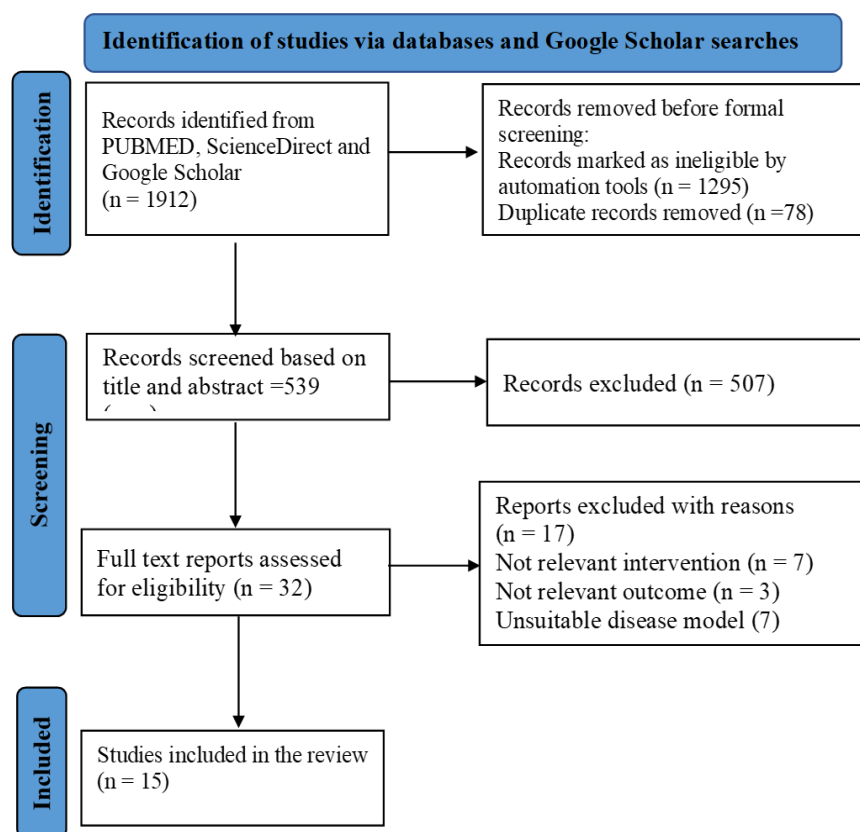 Identification of studies via databases and Google Scholar searches
Identification
Records identified from
PUBMED, ScienceDirect and
Google Scholar
(n = 1912)
Records removed before formal
screening:
Records marked as ineligible by
automation tools (n = 1295)
Duplicate records removed (n =78)
Screening
Records screened based on
title and abstract =539
Records excluded (n = 507)
Full text reports assessed
for eligibility (n = 32)
Reports excluded with reasons
(n = 17)
Not relevant intervention (n = 7)
Not relevant outcome (n = 3)
Unsuitable disease model (7)
Included
Studies included in the review
(n = 15)